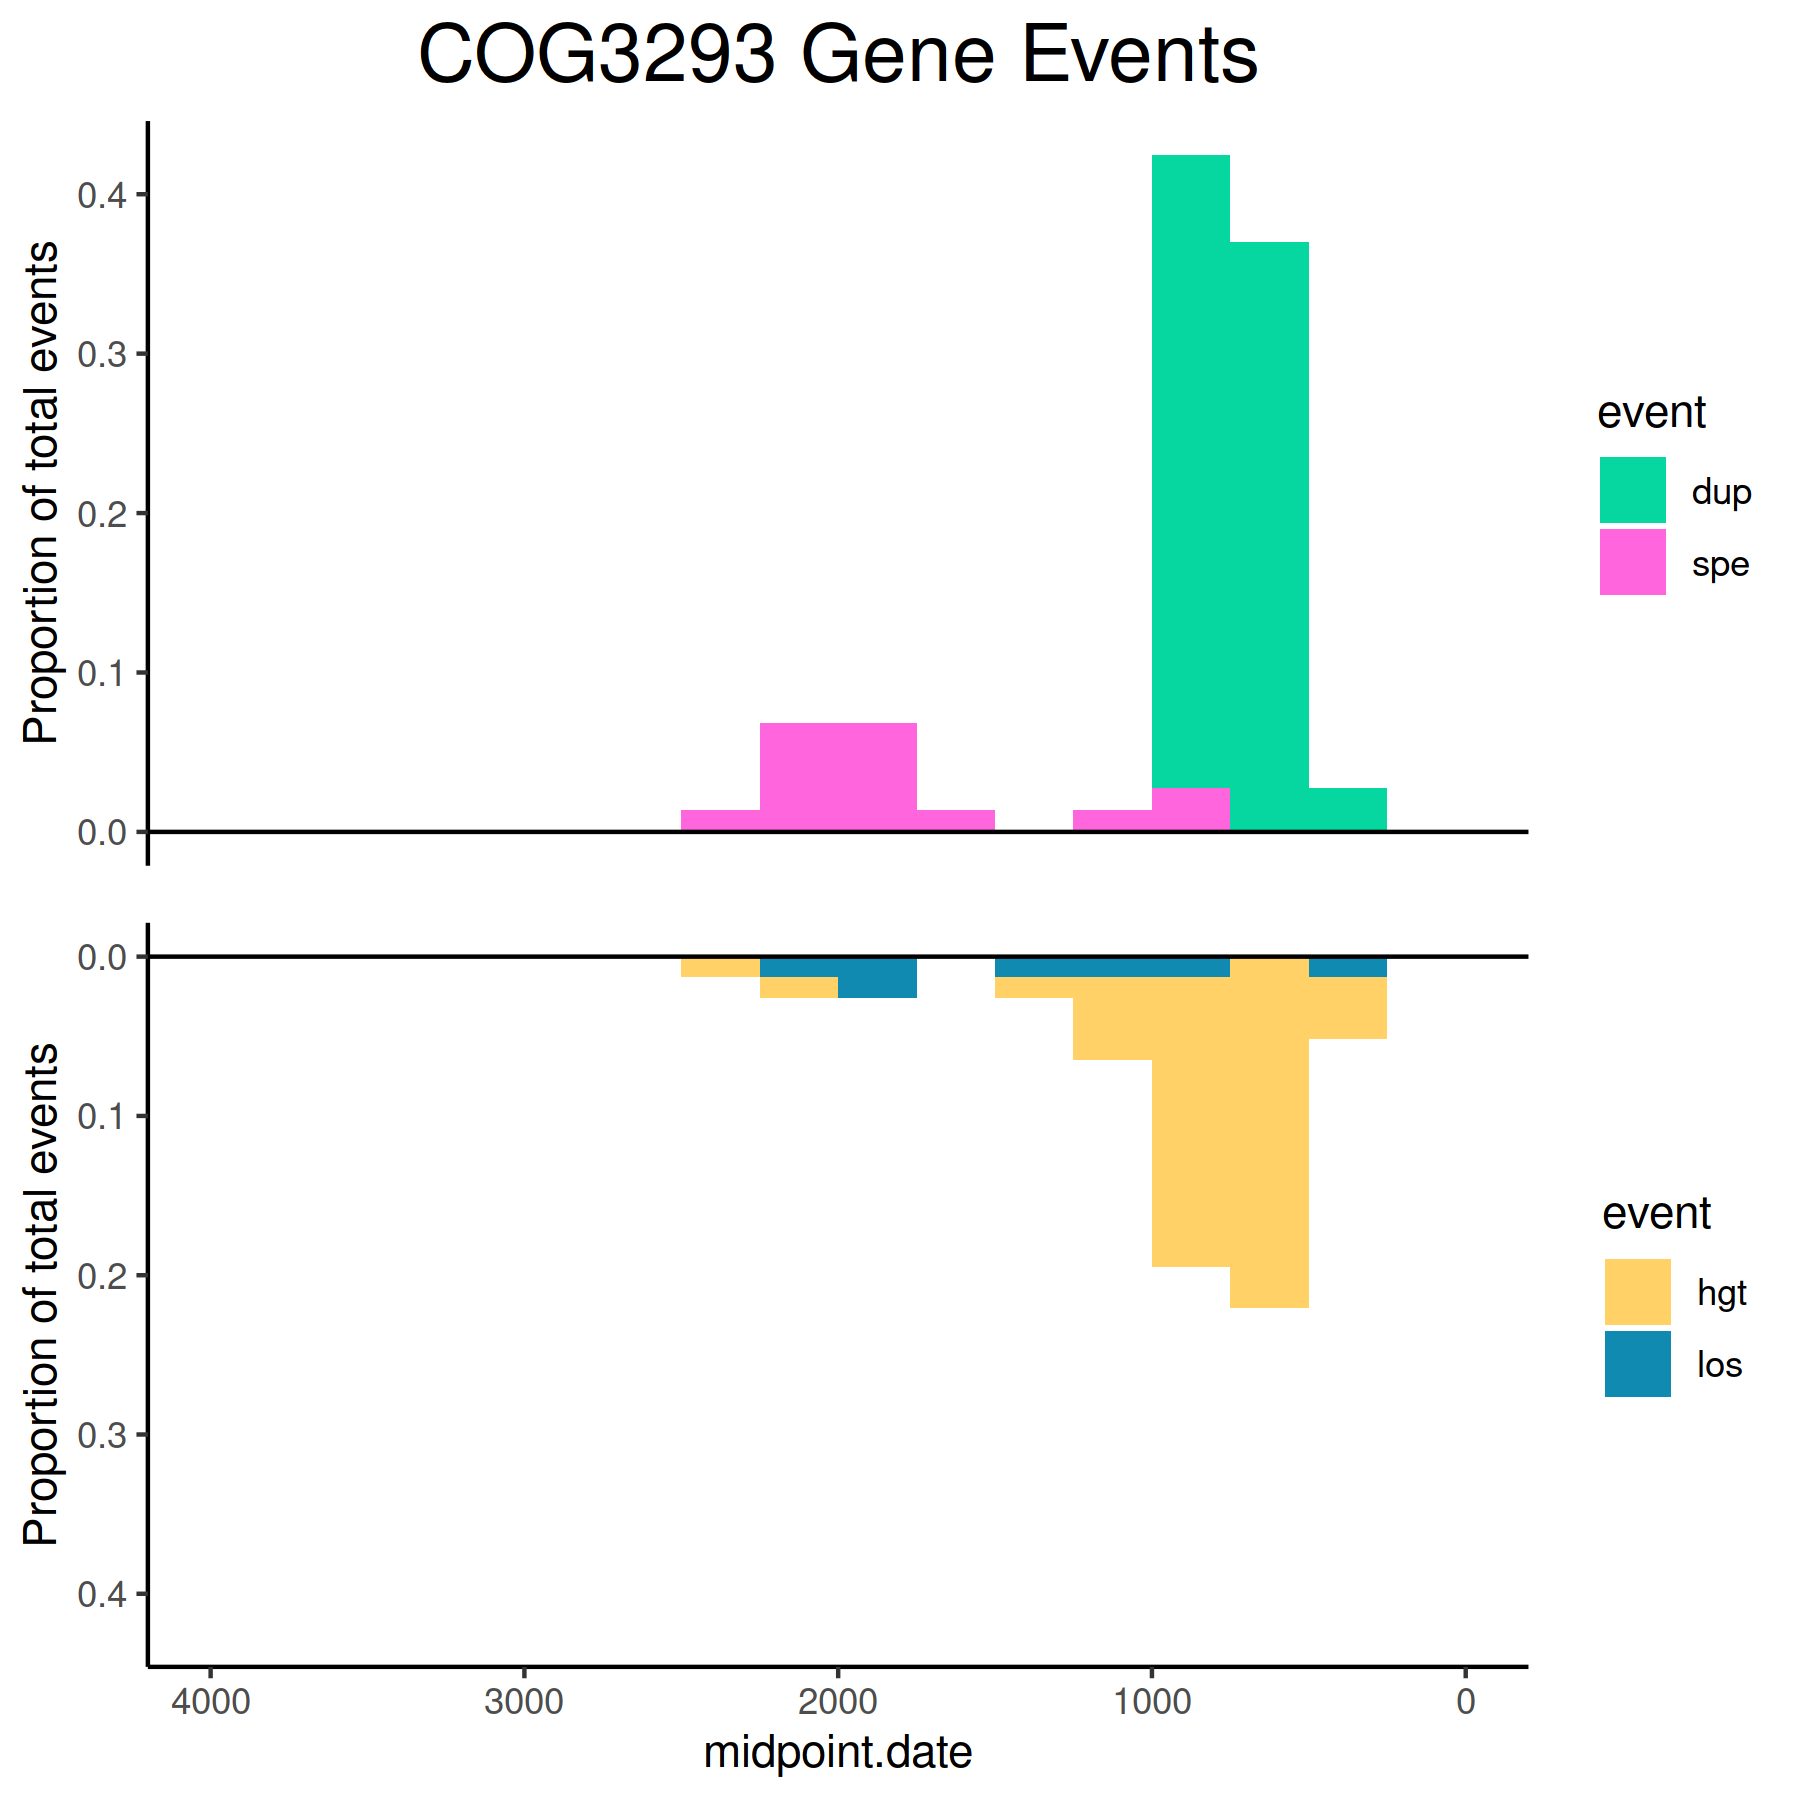 COG3293 Gene Events
Proportion of total events
0.4
0.3
0.2
0.1
0.0
event
dup
spe
Proportion of total events
0.0
0.1
0.2
0.3
0.4
event
hgt
los
4000 3000 2000 1000 0
midpoint.date